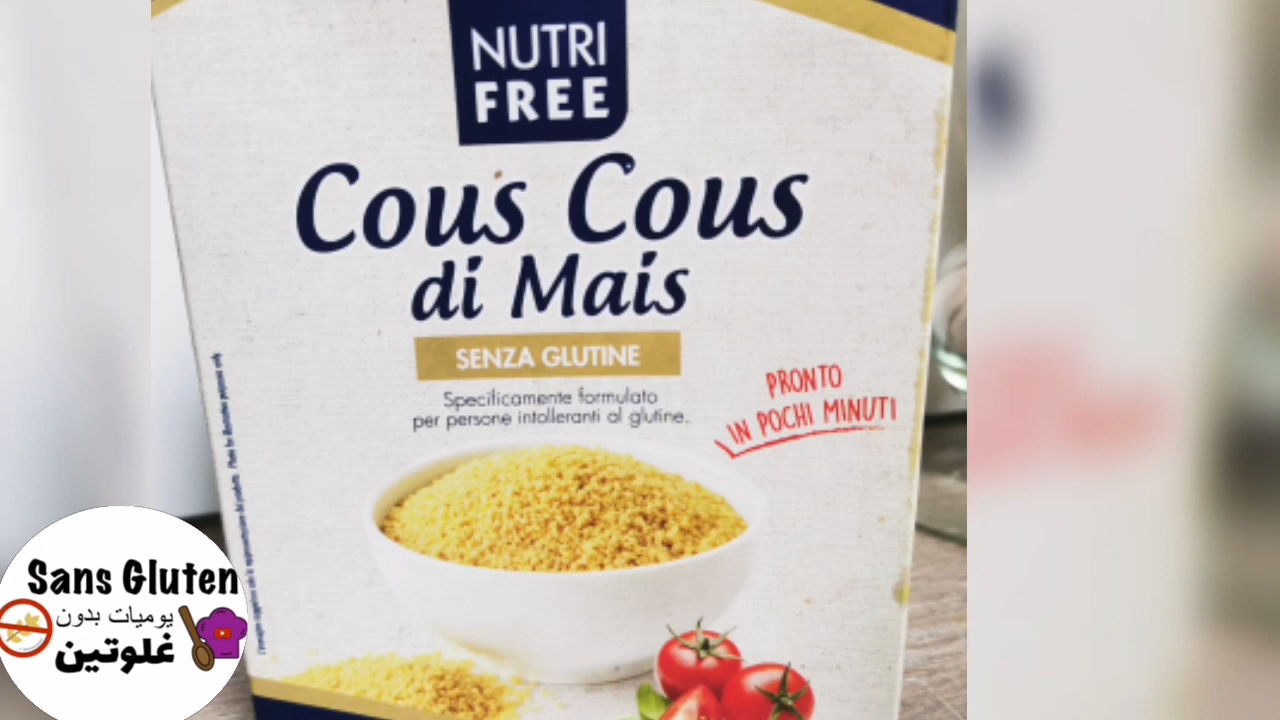 NUTRI
FREE
Cous Cous
di Mais
SENZA GLUTINE
Specificamente formulato
per persone intolleranti al glutine.
PRONTO
IN POCHI MINUTI
Sans Gluten
يوميات بدون
غلوتين